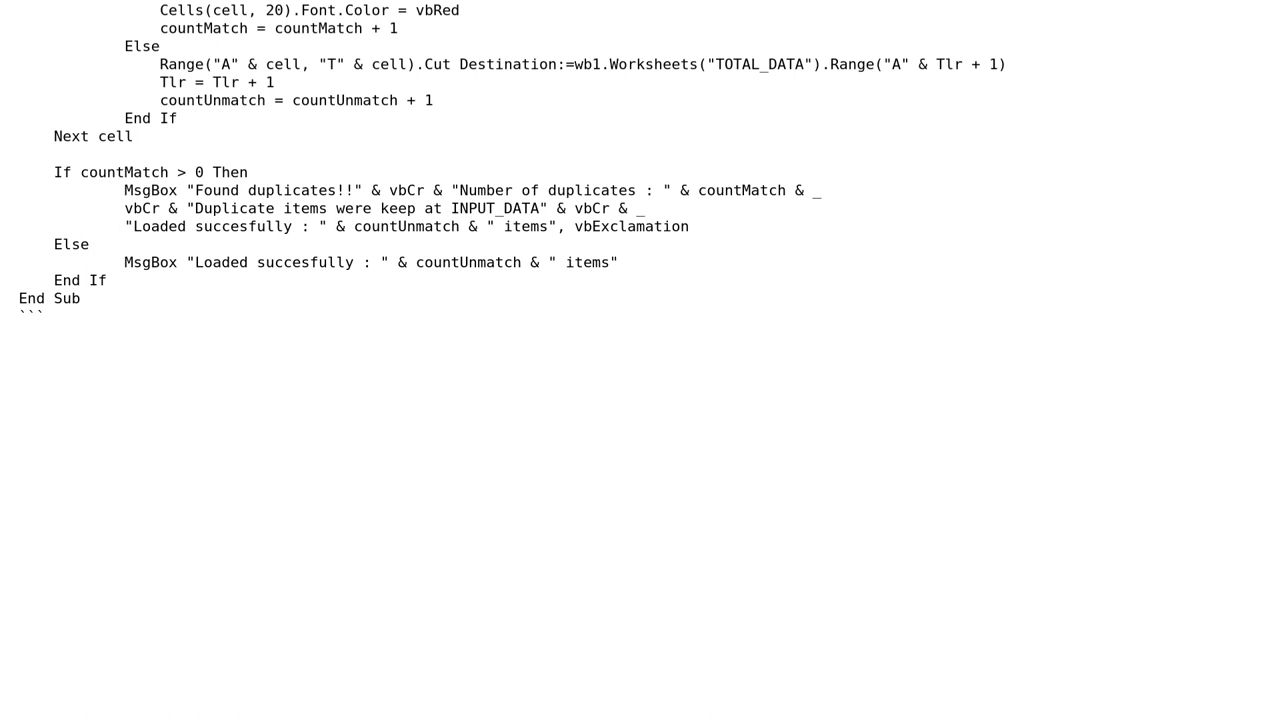 Cells(cell, 20).Font.Color = vbRed
countMatch = countMatch + 1
Else
Range("A" & cell, "T" & cell).Cut Destination:=wb1.Worksheets("TOTAL_DATA").Range("A" & Tlr + 1)
Tlr = Tlr + 1
countUnmatch = countUnmatch + 1
End If
Next cell
If countMatch > 0 Then
MsgBox "Found duplicates!!" & vbCr & "Number of duplicates : " & countMatch & _
vbCr & "Duplicate items were keep at INPUT_DATA" & vbCr & _
"Loaded succesfully : " & countUnmatch & " items", vbExclamation
Else
MsgBox "Loaded succesfully : " & countUnmatch & " items"
End If
End Sub
```